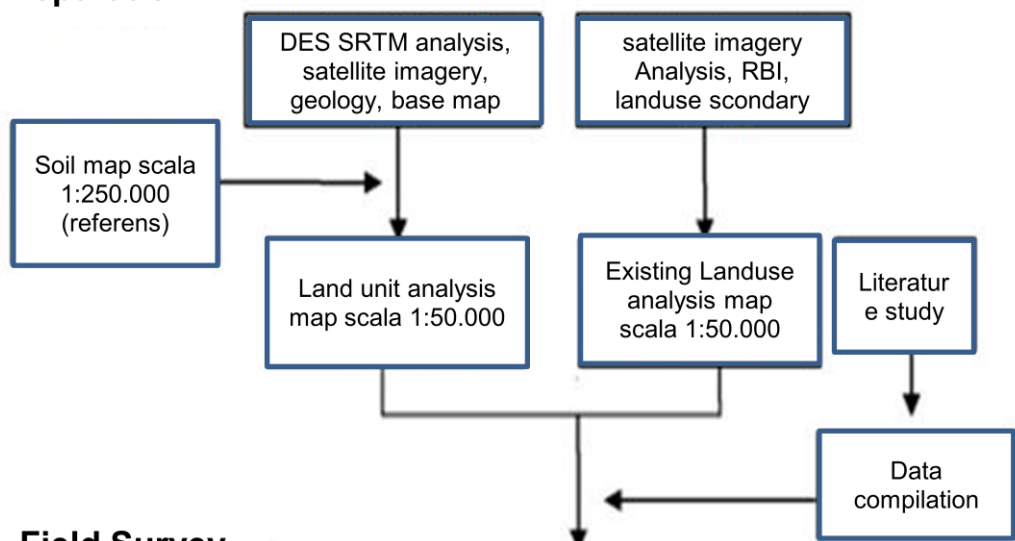 DES SRTM analysis,
satellite imagery,
geology, base map
satellite imagery
Analysis, RBI,
landuse scondary
Soil map scala
1:250.000
(referens)
Land unit analysis
map scala 1:50.000
Existing Landuse
analysis map
scala 1:50.000
Literatur
e study
Data
compilation
Field Survey